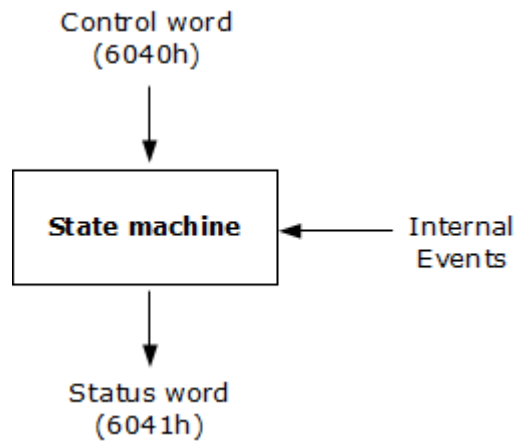 Control word
(6040h)
State machine
Internal
Events
Status word
(6041h)